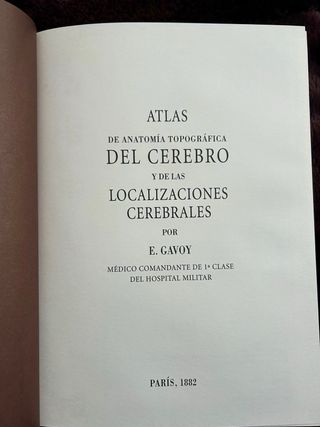 ATLAS
DE ANATOMÍA TOPOGRÁFICA
DEL CEREBRO
Y DE LAS
LOCALIZACIONES
CEREBRALES
POR
E. GAVOY
MÉDICO COMANDANTE DE 1ª CLASE
DEL HOSPITAL MILITAR
PARÍS, 1882